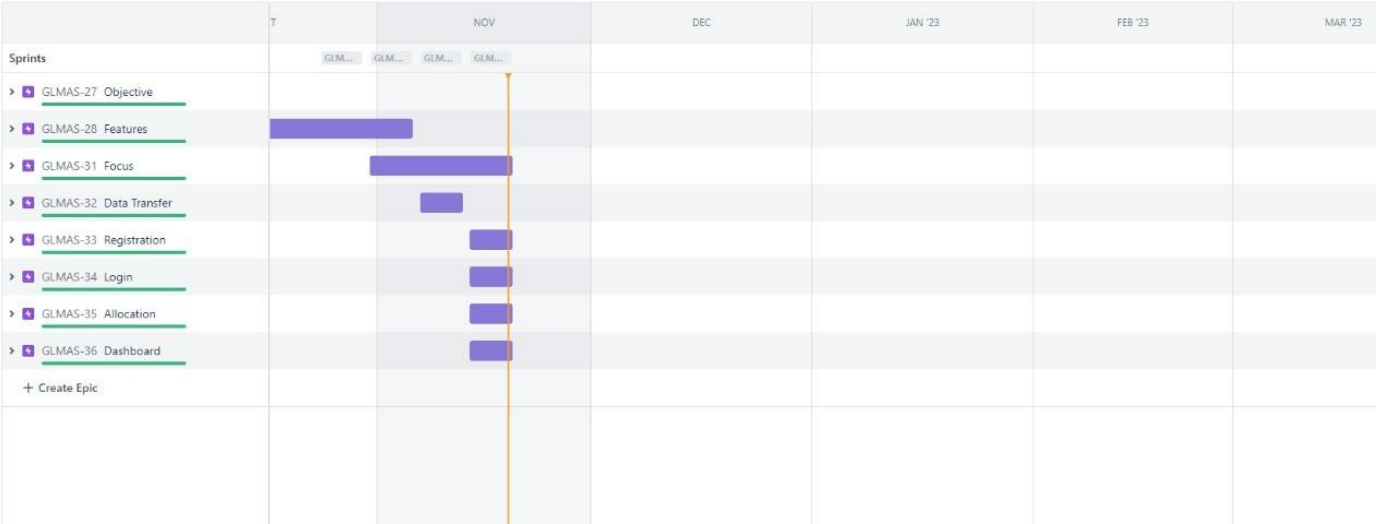 T NOV DEC JAN '23 FEB '23 MAR '23
Sprints GLM... GLM... GLM... GLM...
GLMAS-27 Objective
GLMAS-28 Features
GLMAS-31 Focus
GLMAS-32 Data Transfer
GLMAS-33 Registration
GLMAS-34 Login
GLMAS-35 Allocation
GLMAS-36 Dashboard
+ Create Epic